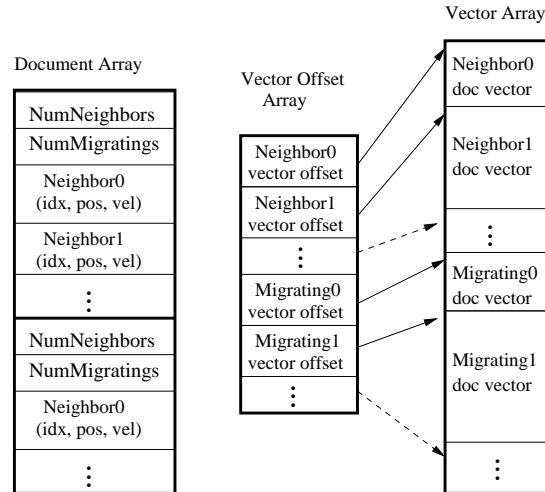 Document Array
NumNeighbors
NumMigratings
Neighbor0
(idx, pos, vel)
Neighbor1
(idx, pos, vel)
⋮
NumNeighbors
NumMigratings
Neighbor0
(idx, pos, vel)
⋮
Vector Offset
Array
Neighbor0
vector offset
Neighbor1
vector offset
⋮
Migrating0
vector offset
Migrating1
vector offset
⋮
Vector Array
Neighbor0
doc vector
Neighbor1
doc vector
⋮
Migrating0
doc vector
Migrating1
doc vector
⋮